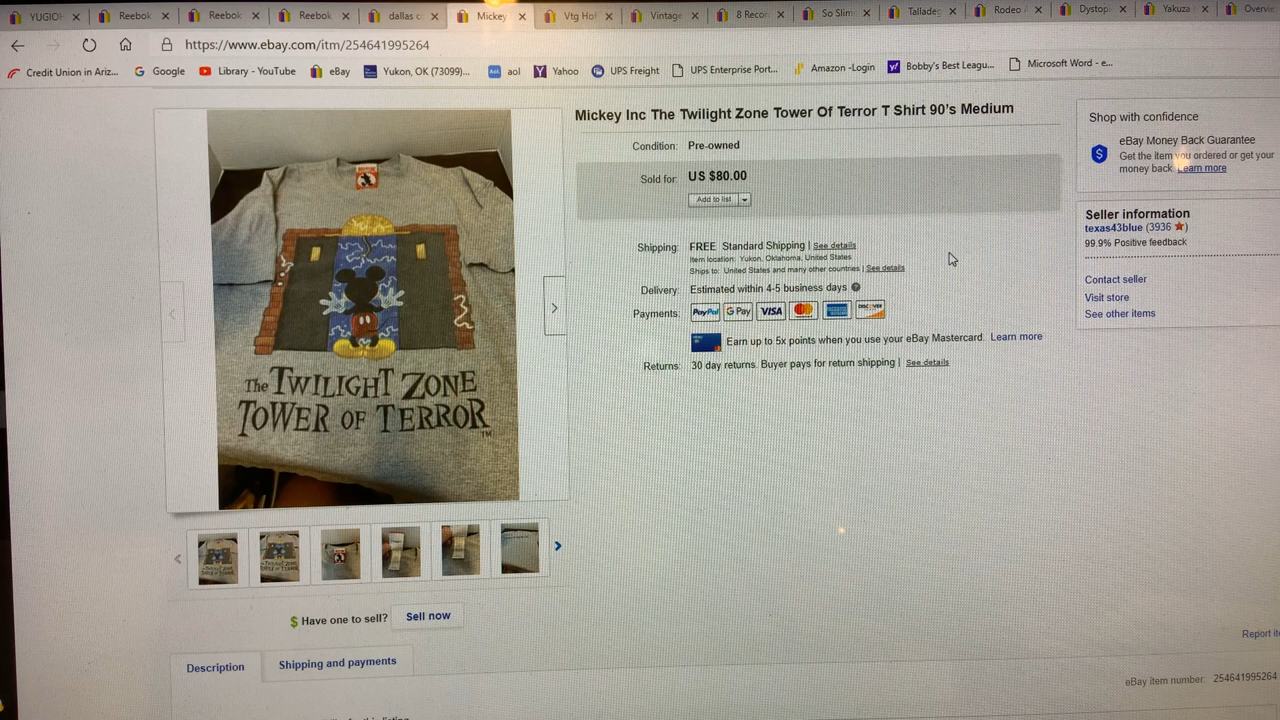 YUGIOH
Reebok
Reebok
Reebok
dallas c
Mickey
Vtg Ho
Vintage
8 Recor
So Slim
Tallade
Rodeo
Dystop
Yakuza
Overvie
https://www.ebay.com/itm/254641995264
Credit Union in Ariz...
Google
Library - YouTube
eBay
Yukon, OK (73099)...
aol
Yahoo
UPS Freight
UPS Enterprise Port...
Amazon -Login
Bobby's Best Leagu...
Microsoft Word - e...
The TWILIGHT ZONE
TOWER OF TERROR™
Mickey Inc The Twilight Zone Tower Of Terror T Shirt 90's Medium
Condition: Pre-owned
Sold for: US $80.00
Add to list
Shipping: FREE Standard Shipping | See details
Item location: Yukon, Oklahoma, United States
Ships to: United States and many other countries | See details
Delivery: Estimated within 4-5 business days
Payments: PayPal G Pay VISA DISCOVER
Earn up to 5x points when you use your eBay Mastercard. Learn more
Returns: 30 day returns. Buyer pays for return shipping | See details
Shop with confidence
eBay Money Back Guarantee
Get the item you ordered or get your
money back. Learn more
Seller information
texas43blue (3936 ★)
99.9% Positive feedback
Contact seller
Visit store
See other items
$ Have one to sell? Sell now
Description
Shipping and payments
Report it
eBay item number: 254641995264